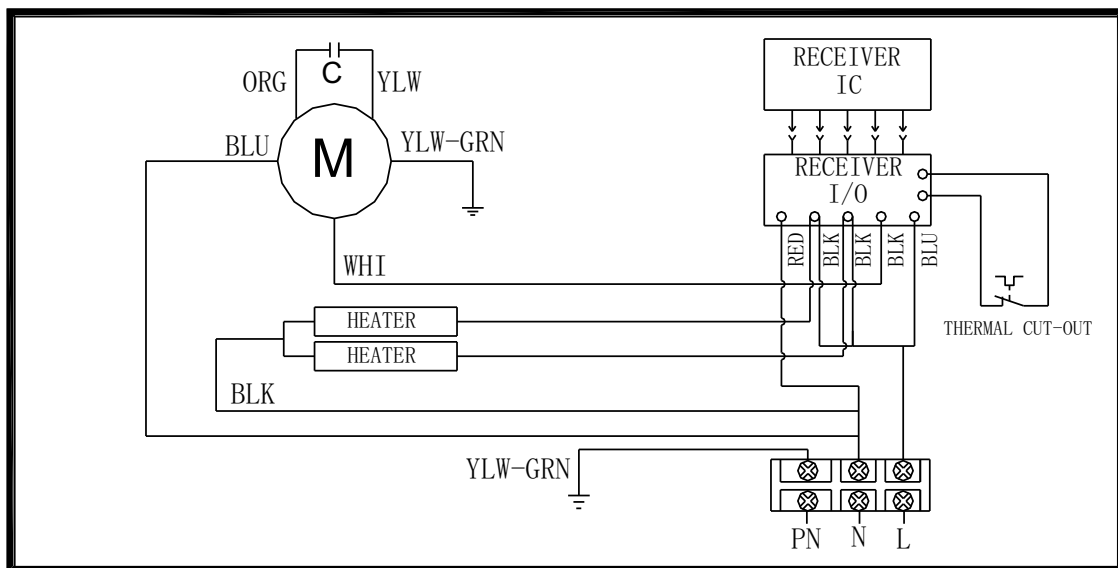 RECEIVER
IC
C
ORG
YLW
BLU
M
YLW-GRN
RECEIVER
I/O
RED
BLK
BLK
BLK
BLU
WHI
HEATER
HEATER
THERMAL CUT-OUT
BLK
YLW-GRN
PN
N
L